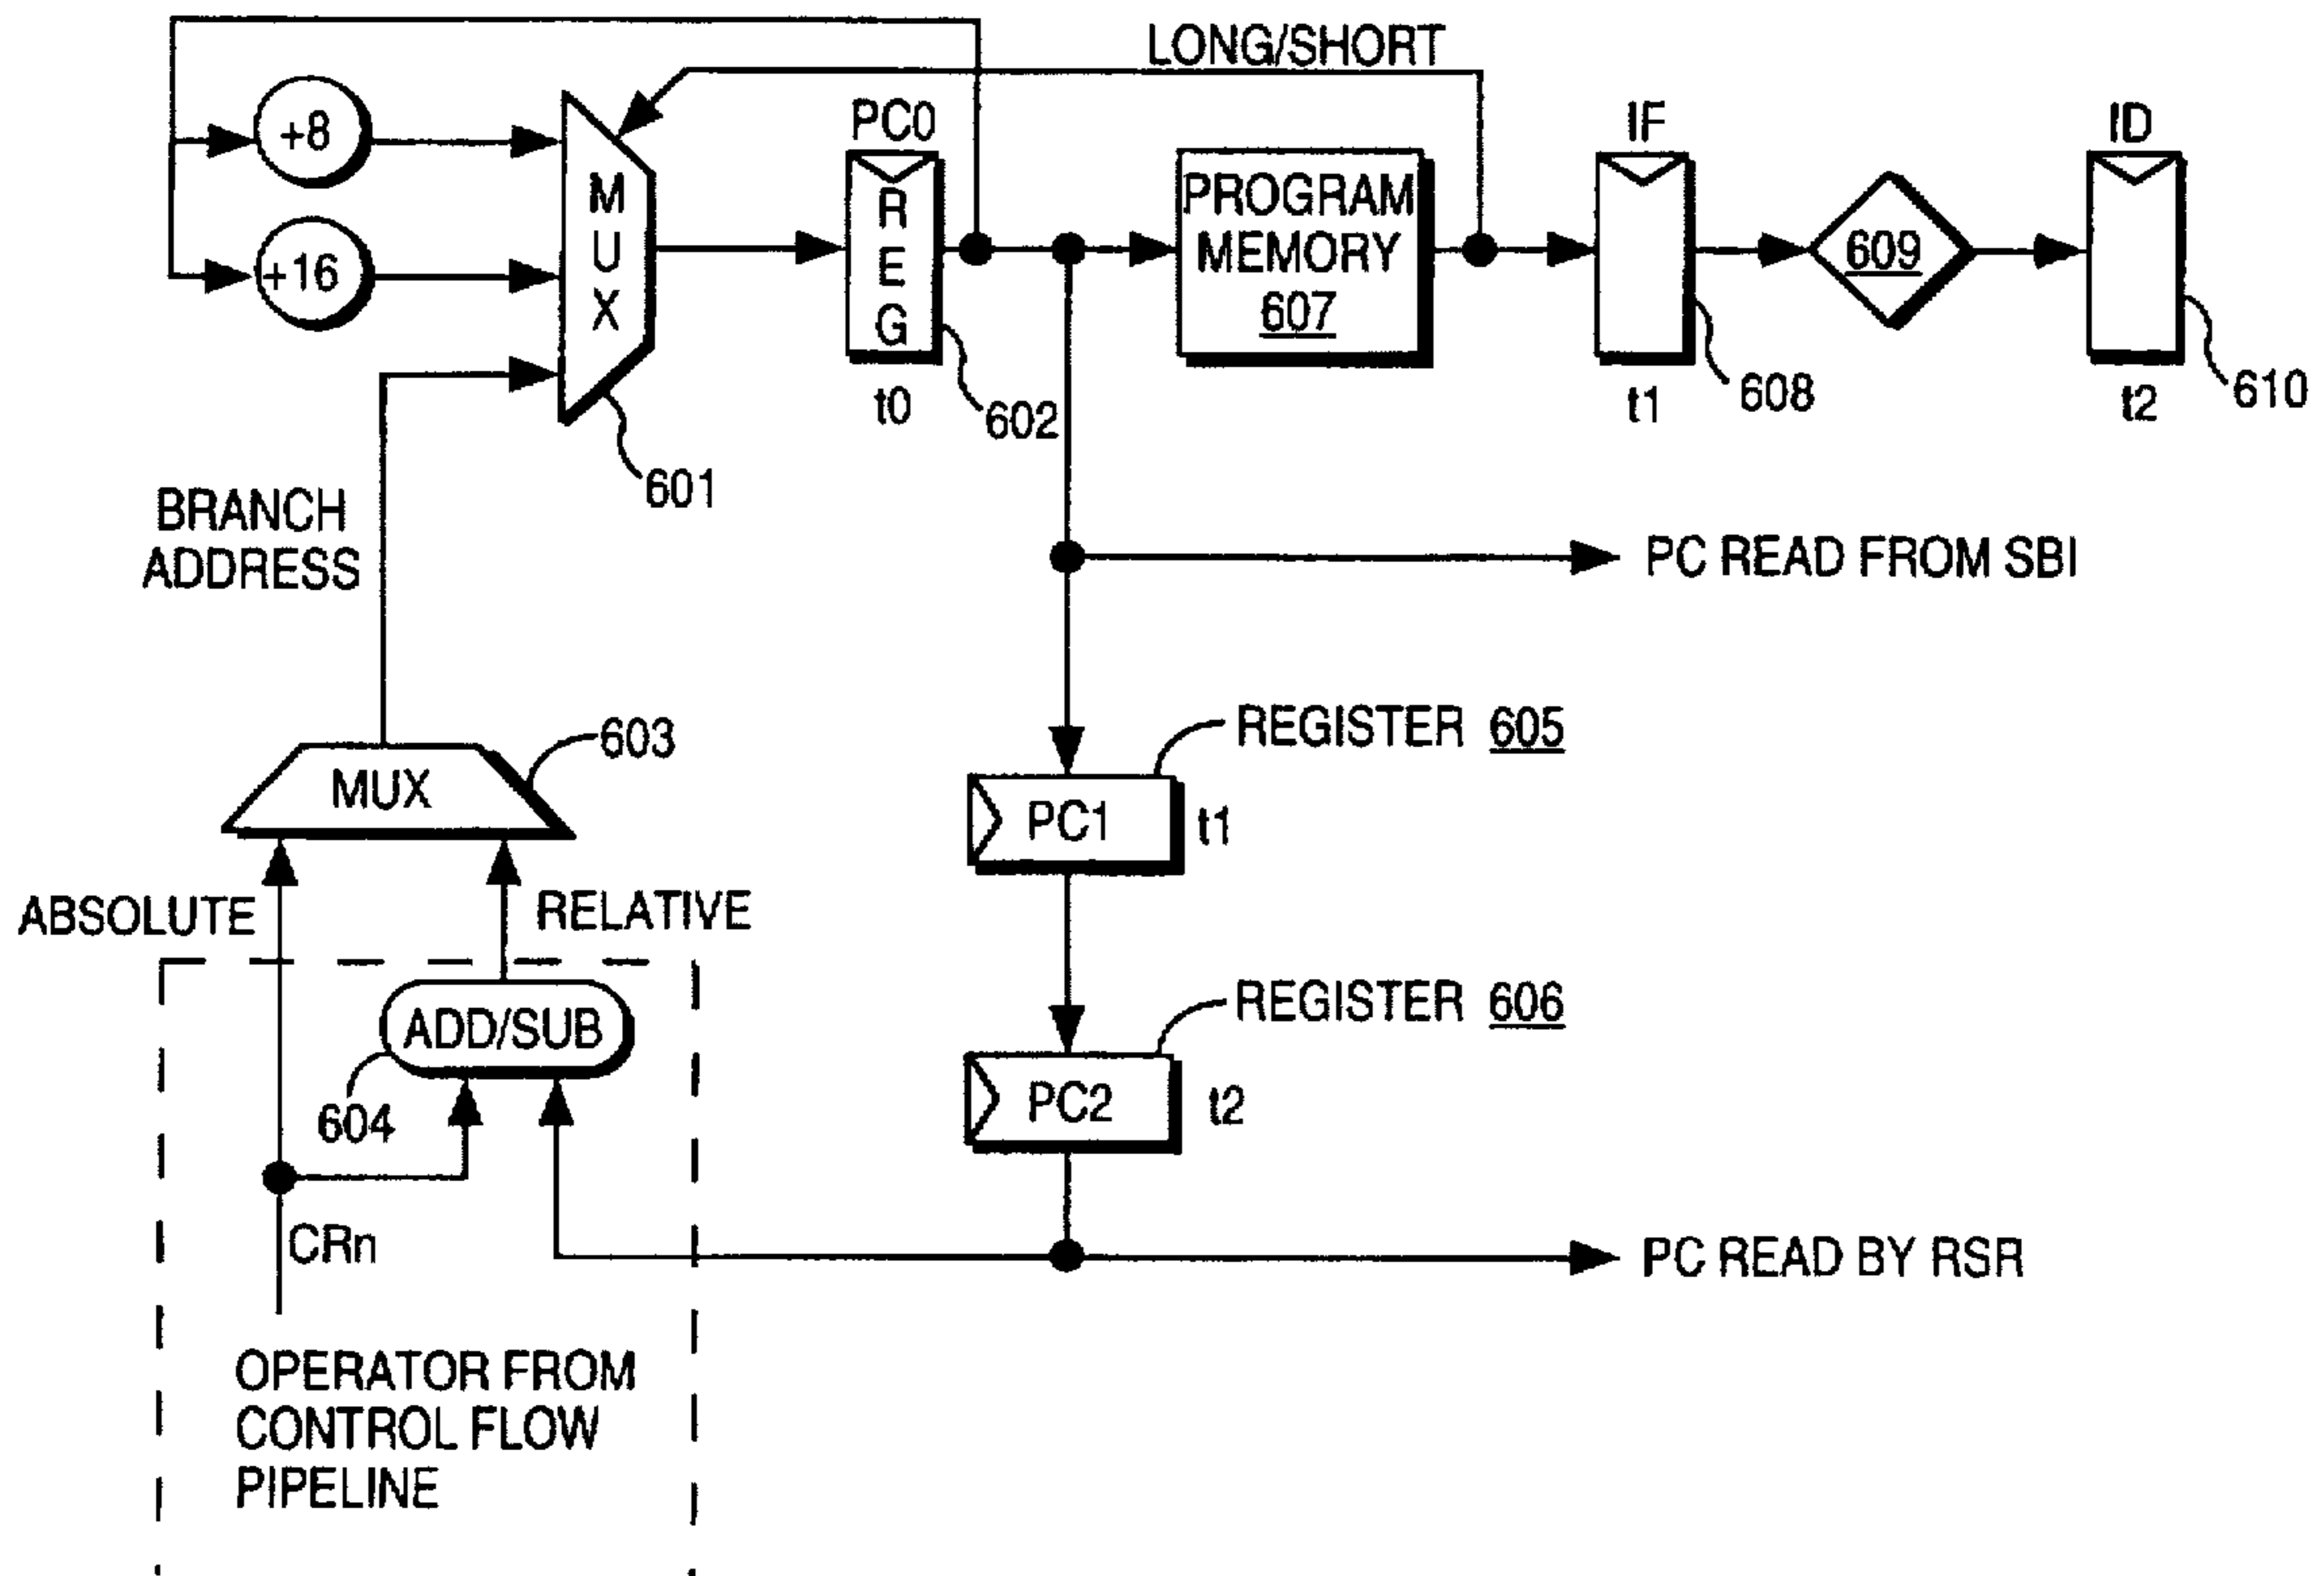 LONG/SHORT
+8
+16
MUX
PC0
REG
t0
602
601
PROGRAM
MEMORY
607
IF
t1
608
609
ID
t2
610
BRANCH
ADDRESS
PC READ FROM SBI
MUX
603
REGISTER 605
PC1
t1
ABSOLUTE
RELATIVE
ADD/SUB
604
REGISTER 606
PC2
t2
CRn
PC READ BY RSR
OPERATOR FROM
CONTROL FLOW
PIPELINE